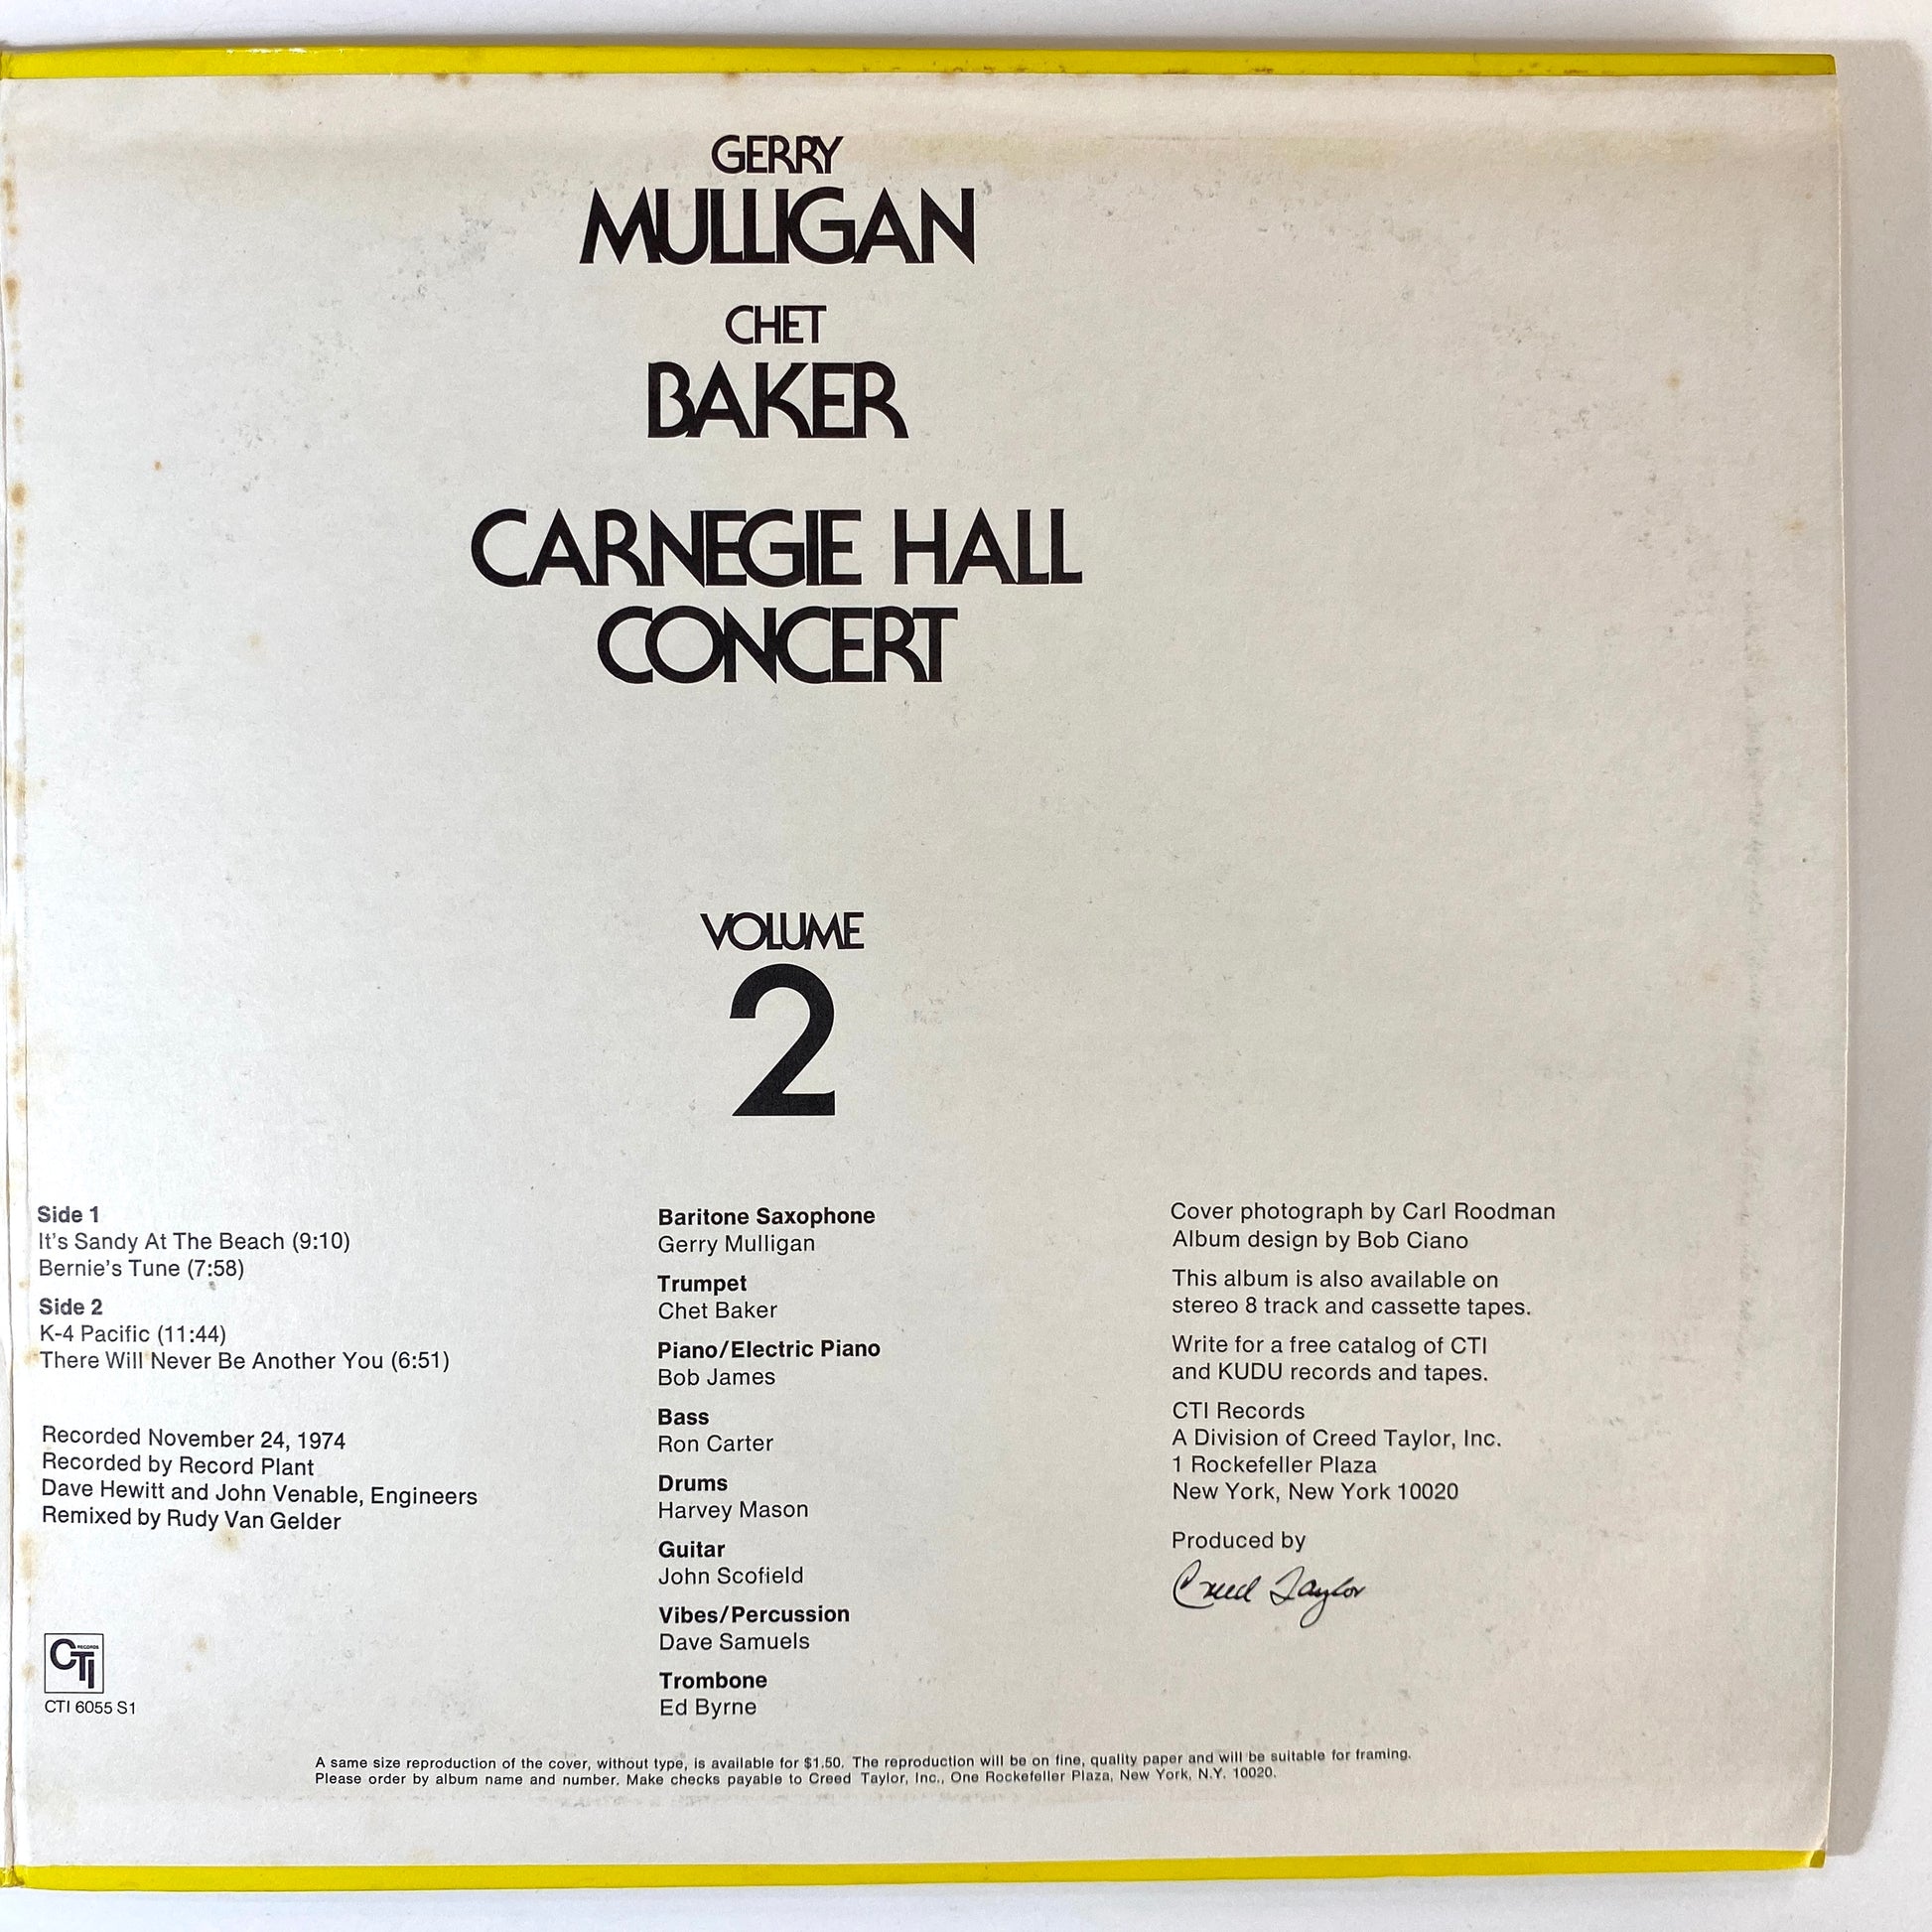 GERRY
MULLIGAN
CHET
BAKER
CARNEGIE HALL
CONCERT
VOLUME
2
Side 1
It's Sandy At The Beach (9:10)
Bernie's Tune (7:58)
Side 2
K-4 Pacific (11:44)
There Will Never Be Another You (6:51)
Recorded November 24, 1974
Recorded by Record Plant
Dave Hewitt and John Venable, Engineers
Remixed by Rudy Van Gelder
CTI RECORDS
CTI 6055 S1
Baritone Saxophone
Gerry Mulligan
Trumpet
Chet Baker
Piano/Electric Piano
Bob James
Bass
Ron Carter
Drums
Harvey Mason
Guitar
John Scofield
Vibes/Percussion
Dave Samuels
Trombone
Ed Byrne
Cover photograph by Carl Roodman
Album design by Bob Ciano
This album is also available on
stereo 8 track and cassette tapes.
Write for a free catalog of CTI
and KUDU records and tapes.
CTI Records
A Division of Creed Taylor, Inc.
1 Rockefeller Plaza
New York, New York 10020
Produced by
Creed Taylor
A same size reproduction of the cover, without type, is available for $1.50. The reproduction will be on fine, quality paper and will be suitable for framing.
Please order by album name and number. Make checks payable to Creed Taylor, Inc., One Rockefeller Plaza, New York, N.Y. 10020.